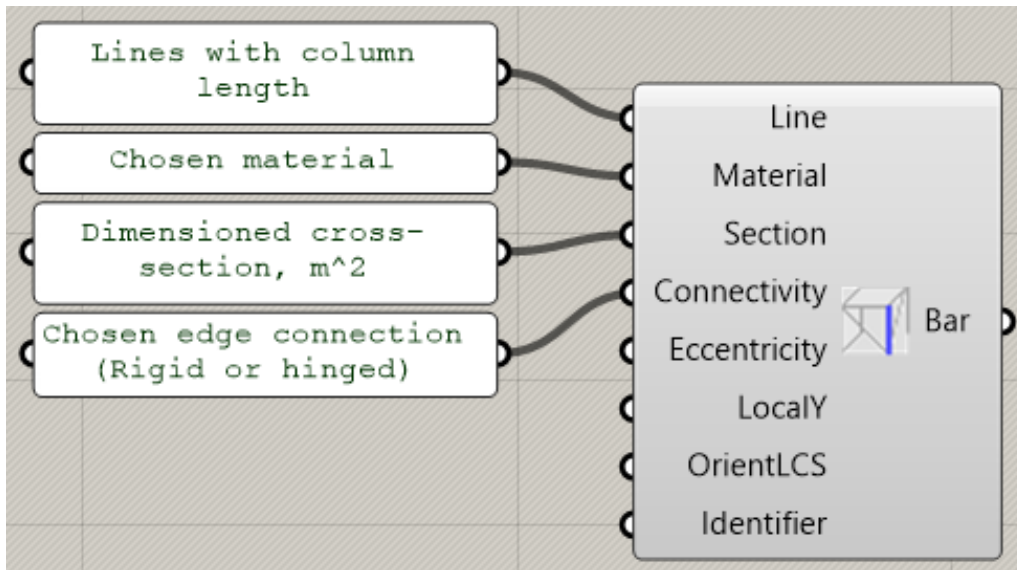 Lines with column
length
Chosen material
Dimensioned cross-
section, m^2
Chosen edge connection
(Rigid or hinged)
Line
Material
Section
Connectivity
Eccentricity
LocalY
OrientLCS
Identifier
Bar